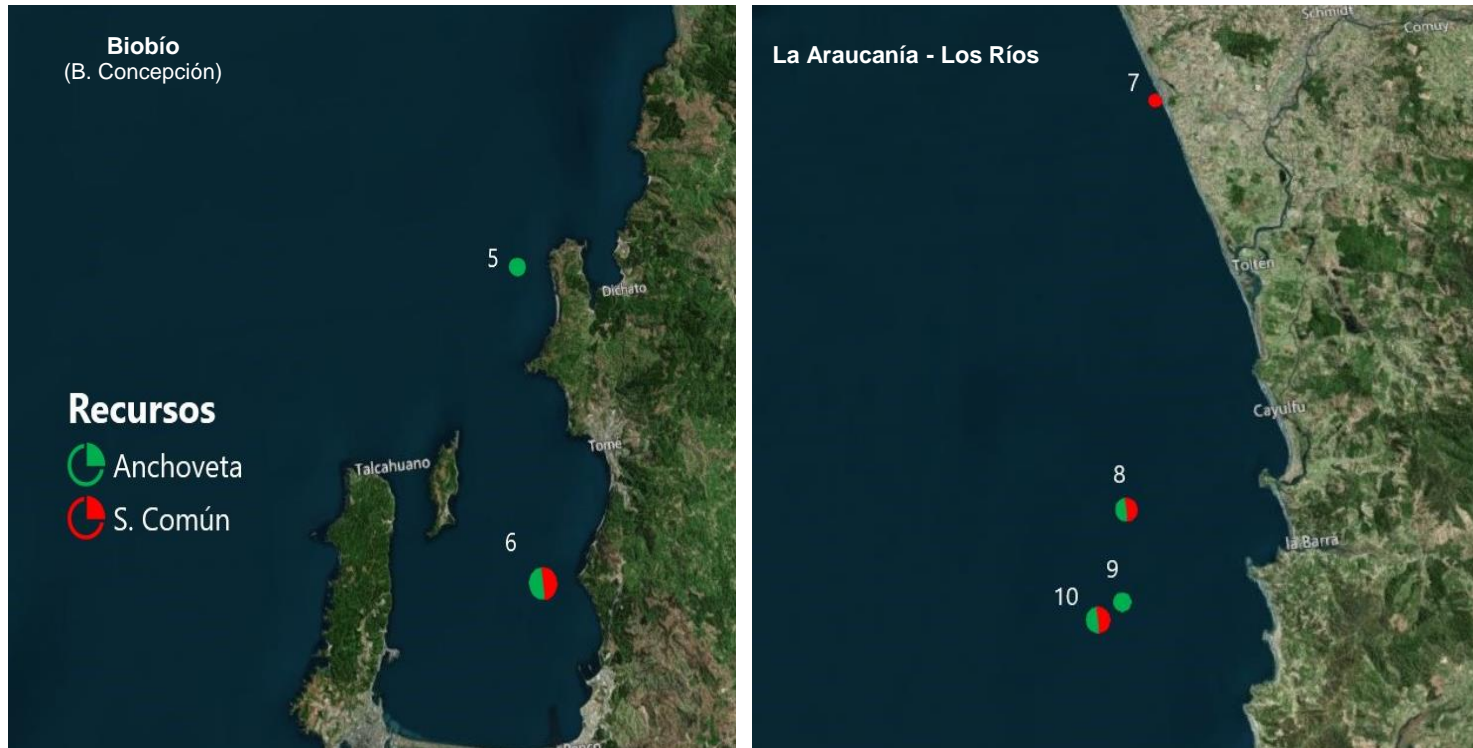 Biobío
(B. Concepción)
5
Dichato
Recursos
Anchoveta
S. Común
Talcahuano
Tomé
6
Penco
La Araucanía - Los Ríos
Schmidt
Comuy
7
Toltén
Cayulfu
8
la Barra
9
10